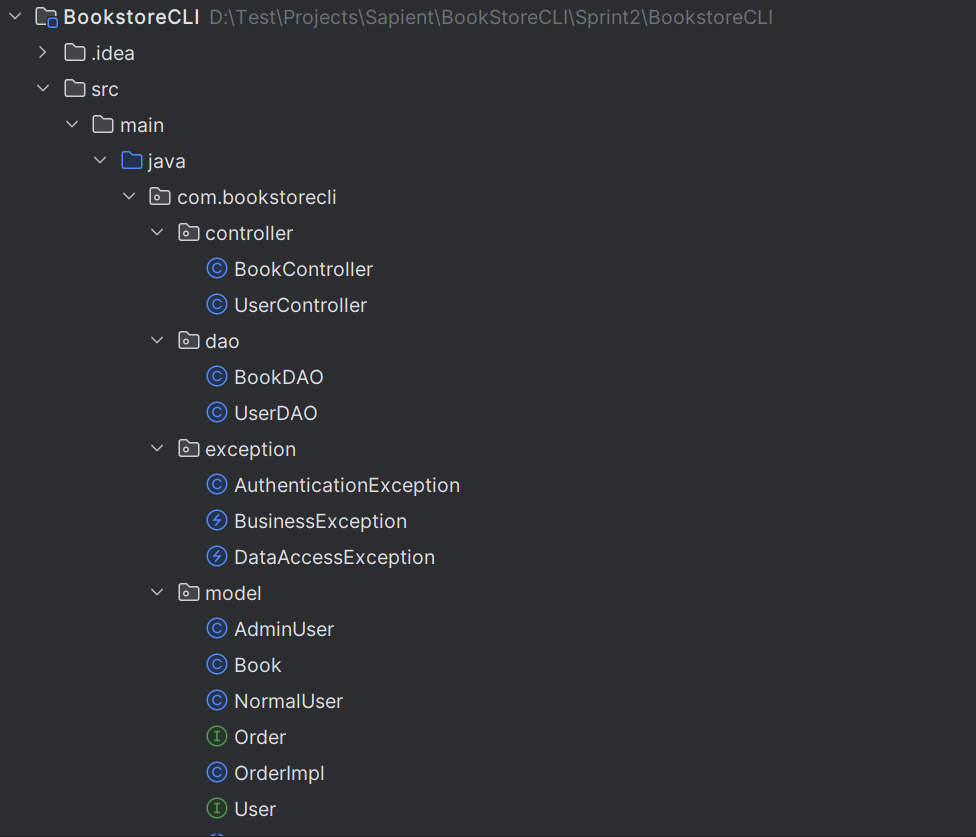 BookstoreCLI D:\Test\Projects\Sapient\BookStoreCLI\Sprint2\BookstoreCLI
.idea
src
main
java
com.bookstorecli
controller
C BookController
C UserController
dao
C BookDAO
C UserDAO
exception
C AuthenticationException
BusinessException
DataAccessException
model
C AdminUser
C Book
C NormalUser
I Order
C OrderImpl
I User